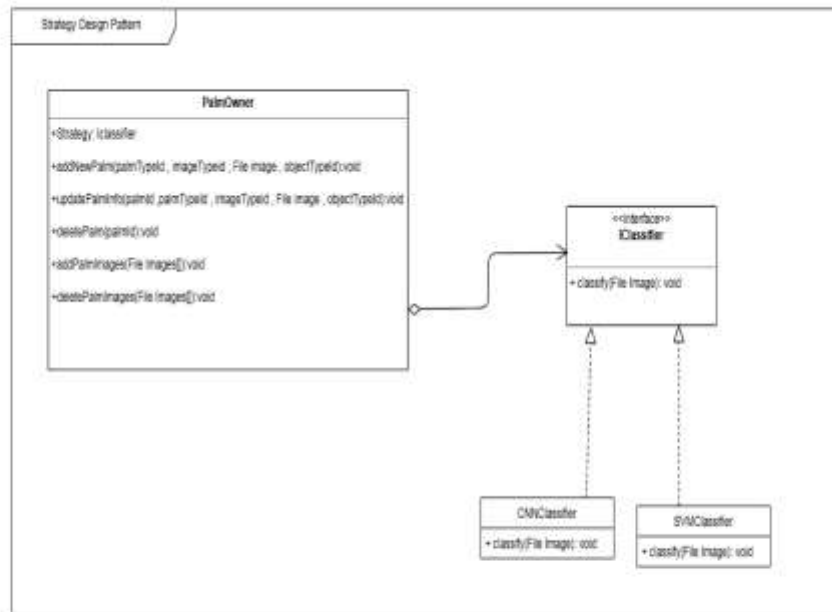 Strategy Design Pattern
PalmOwner
+Strategy: Iclassifier
+addNewPalm(palmTypeId , imageTypeId , File image , objectTypeId):void
+updatePalmInfo(palmId ,palmTypeId , imageTypeId , File image , objectTypeId):void
+deletePalm(palmId):void
+addPalmImages(File Images[]):void
+deletePalmImages(File Images[]):void
<<interface>>
IClassifier
+ classify(File Image): void
CNNClassifier
+ classify(File Image): void
SVMClassifier
+ classify(File Image): void